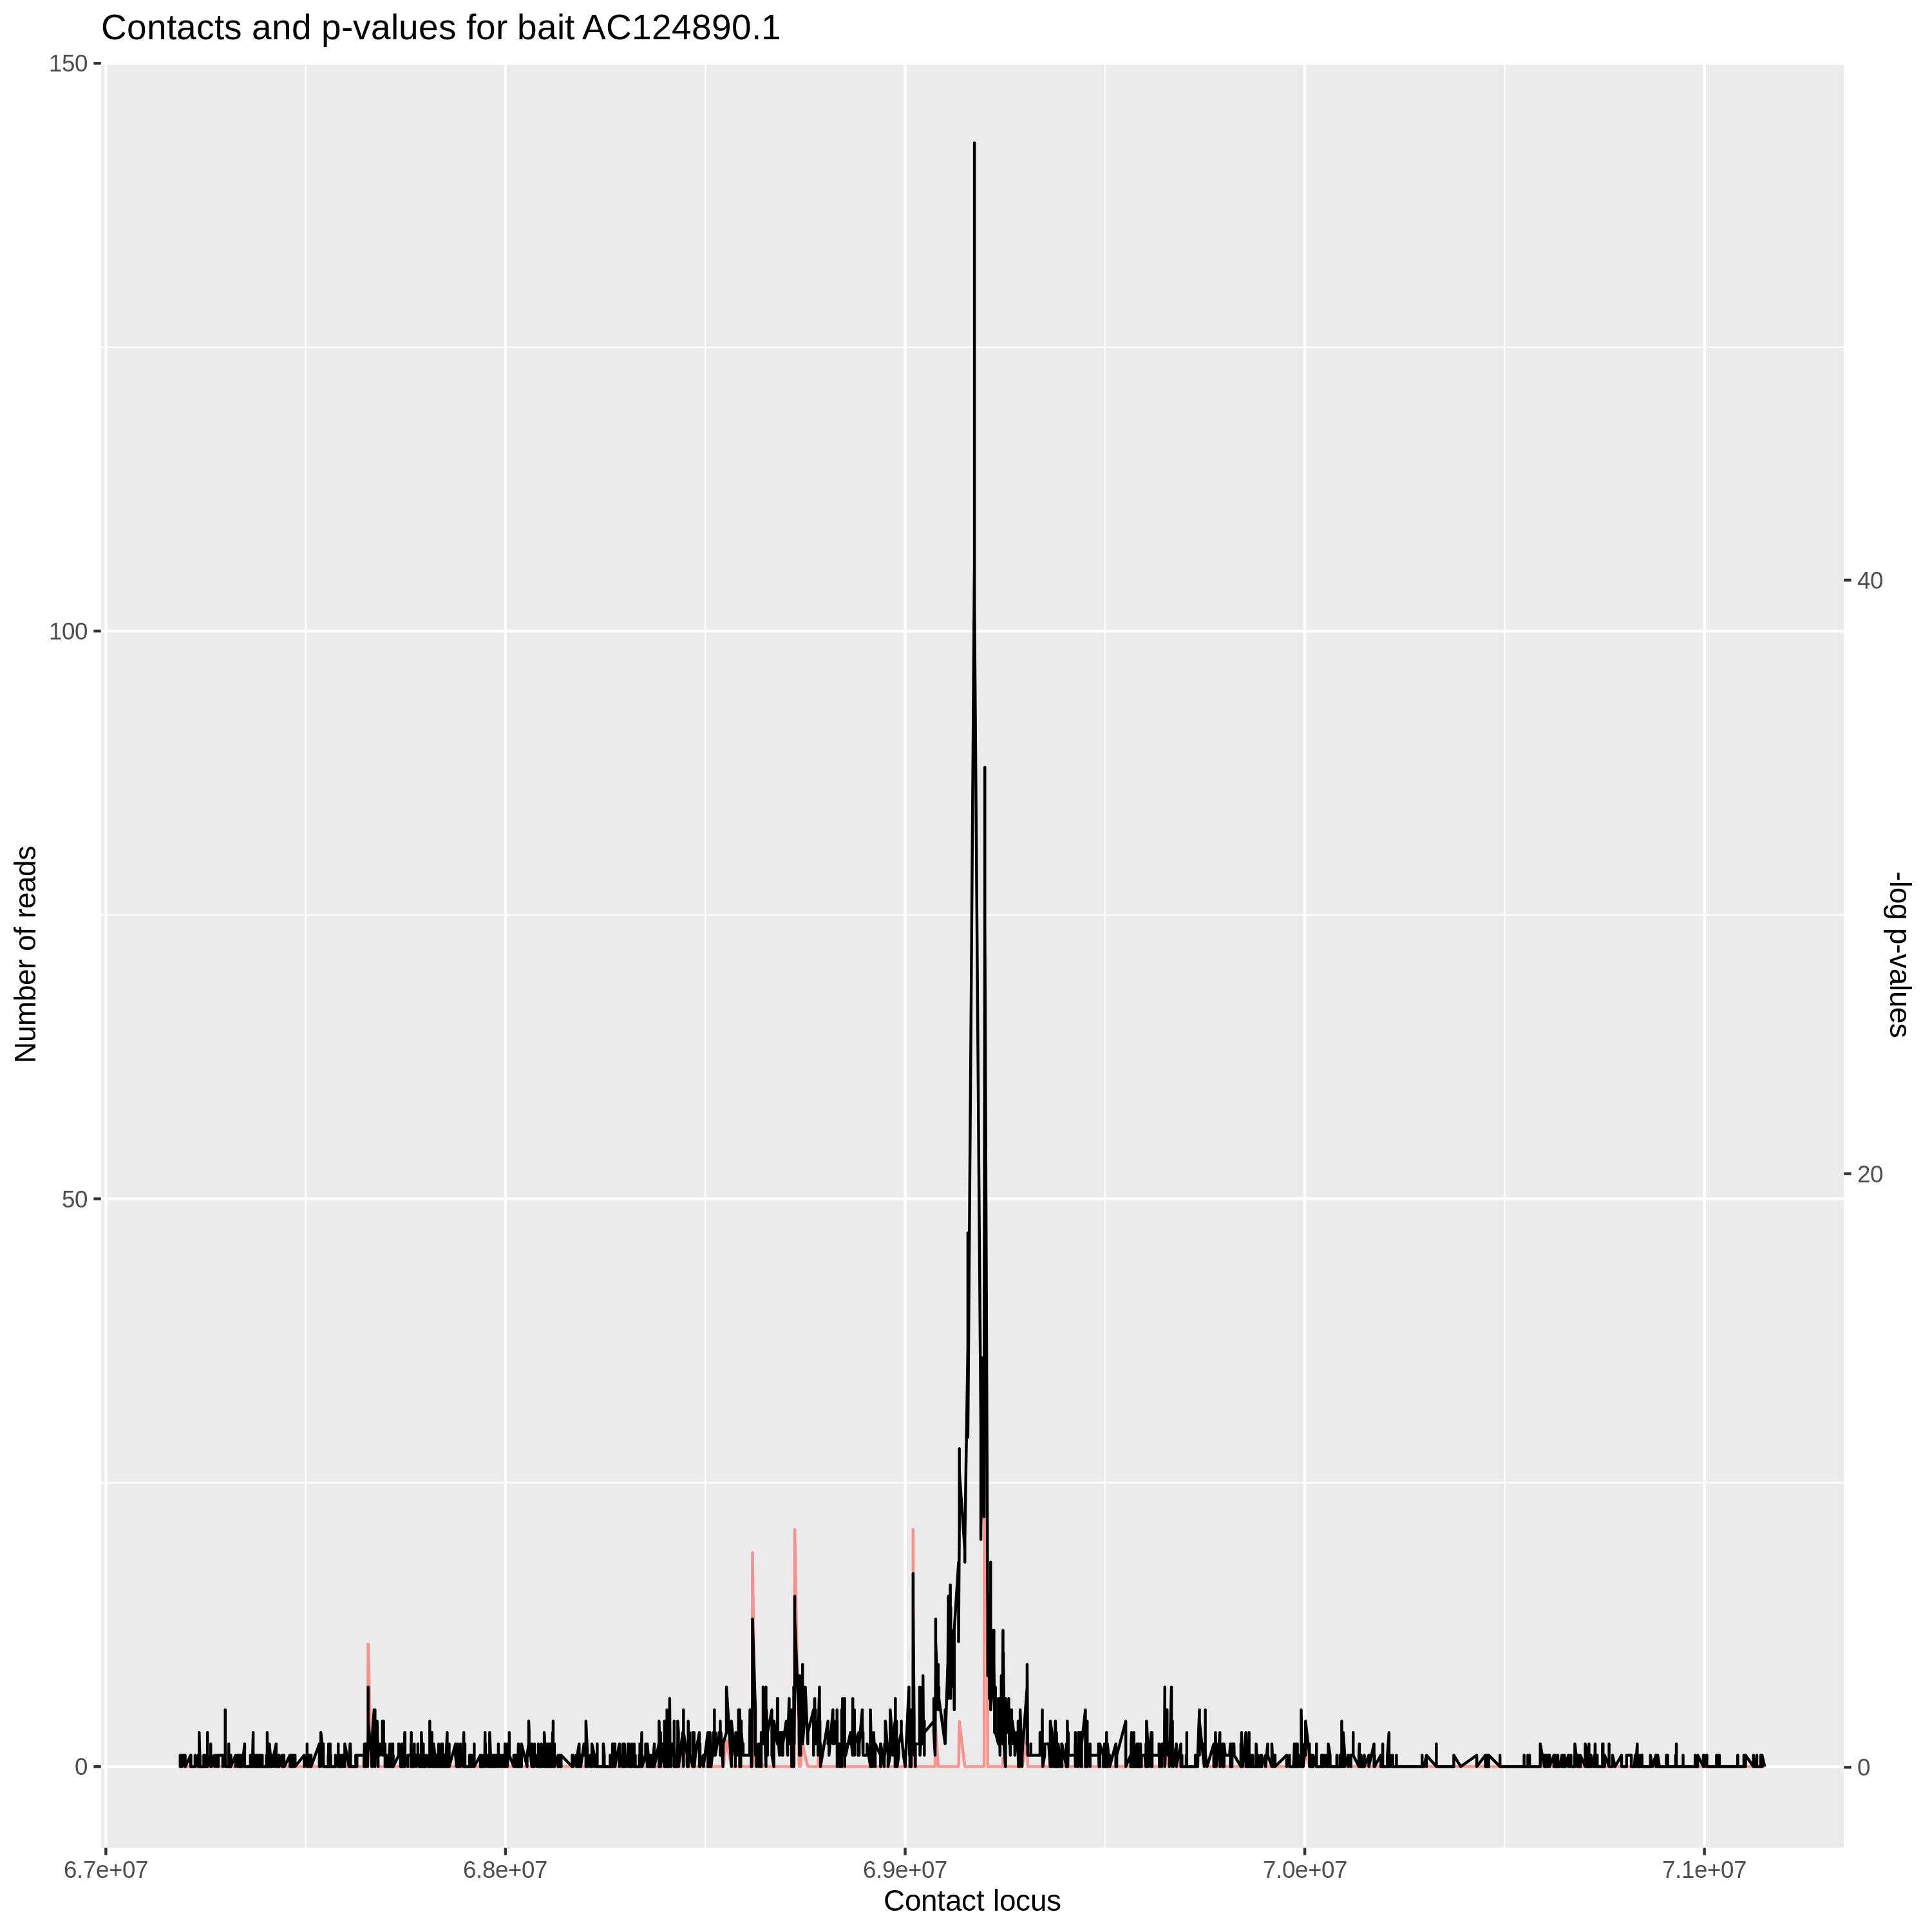 Contacts and p-values for bait AC124890.1
150
100
50
0
Number of reads
40
20
0
-log p-values
6.7e+07 6.8e+07 6.9e+07 7.0e+07 7.1e+07
Contact locus